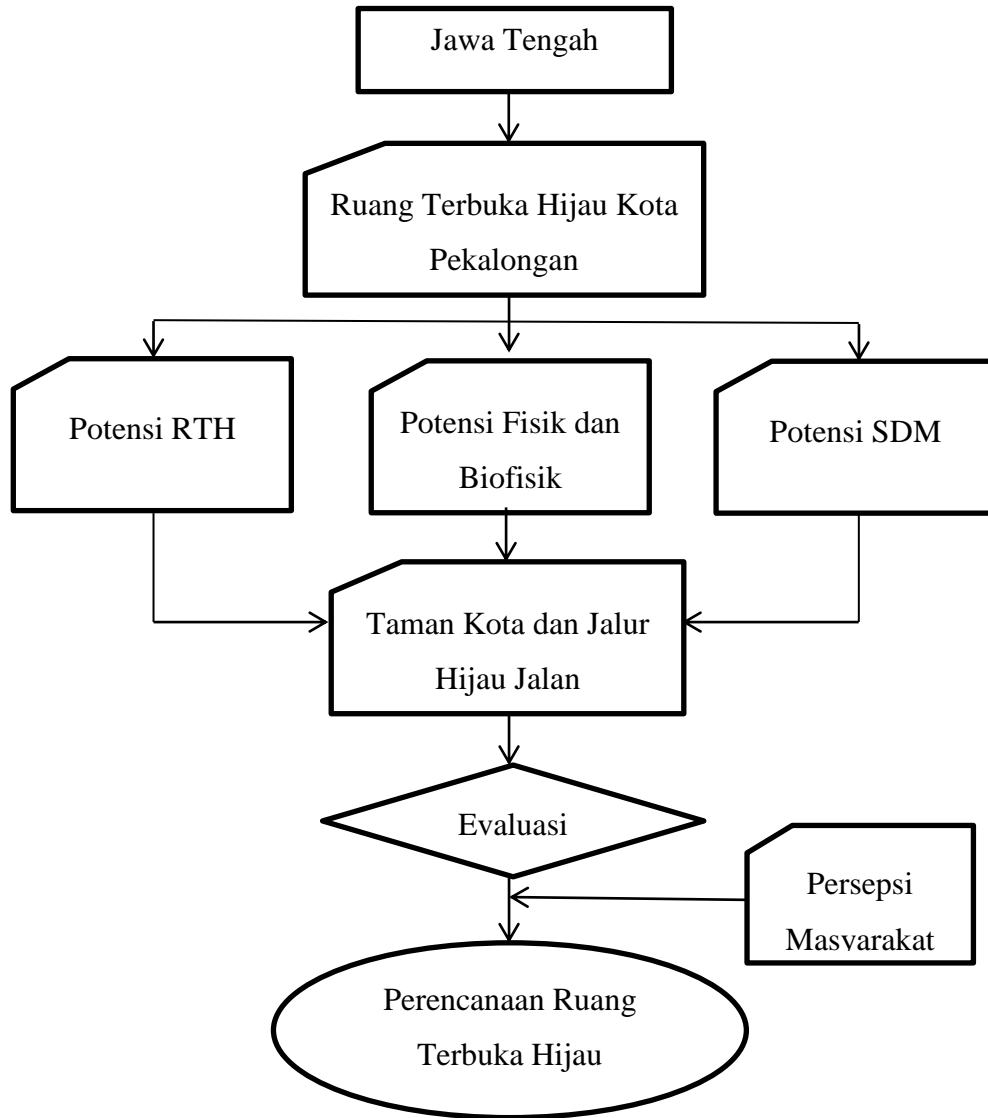 Jawa Tengah
Ruang Terbuka Hijau Kota
Pekalongan
Potensi RTH
Potensi Fisik dan
Biofisik
Potensi SDM
Taman Kota dan Jalur
Hijau Jalan
Evaluasi
Persepsi
Masyarakat
Perencanaan Ruang
Terbuka Hijau